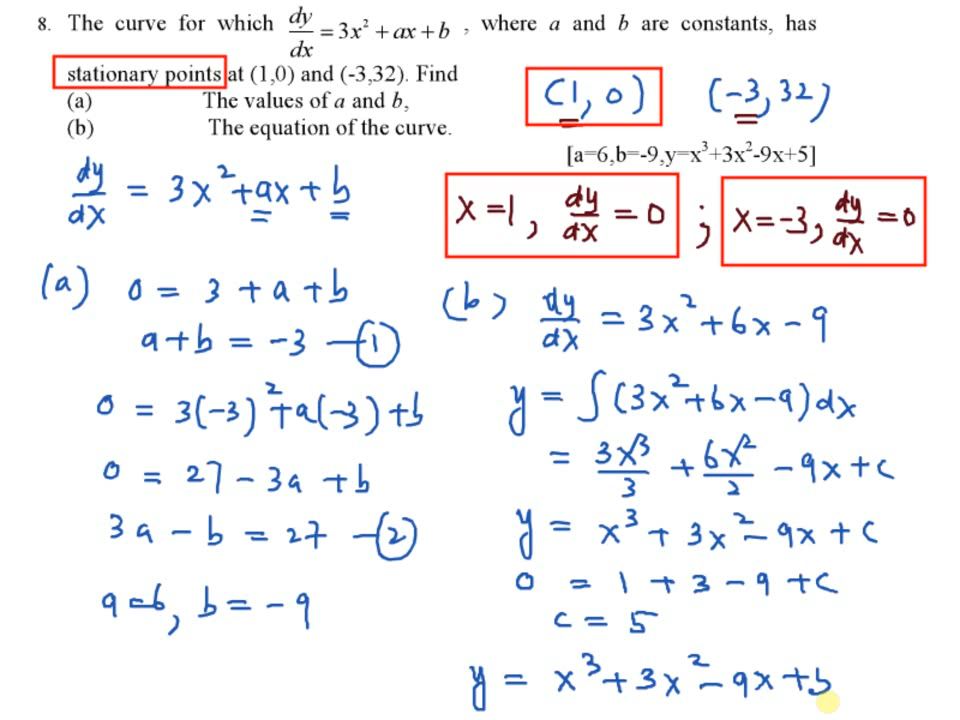 8. The curve for which dy/dx = 3x² + ax + b , where a and b are constants, has
stationary points at (1,0) and (-3,32). Find
(a) The values of a and b,
(b) The equation of the curve.
(1, 0) (-3, 32)
[a=6,b=-9,y=x³+3x²-9x+5]
dy/dx = 3x² + ax + b
x = 1, dy/dx = 0 ; x = -3, dy/dx = 0
(a) 0 = 3 + a + b
a + b = -3 —①
0 = 3(-3)² + a(-3) + b
0 = 27 - 3a + b
3a - b = 27 —②
a=6, b = -9
(b) dy/dx = 3x² + 6x - 9
y = ∫(3x² + 6x - 9)dx
= 3x³/3 + 6x²/2 - 9x + c
y = x³ + 3x² - 9x + c
0 = 1 + 3 - 9 + c
c = 5
y = x³ + 3x² - 9x + 5